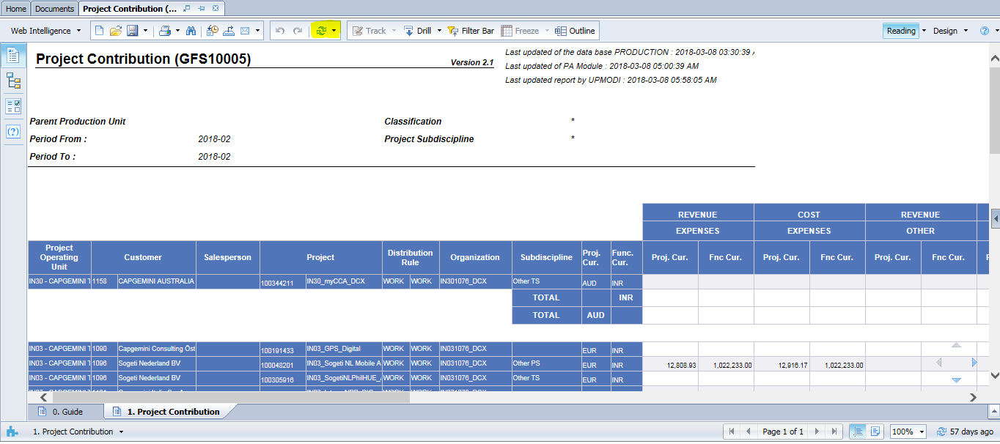 Home Documents Project Contribution (...
Web Intelligence Track Drill Filter Bar Freeze Outline Reading Design
Project Contribution (GFS10005) Version 2.1
Last updated of the data base PRODUCTION : 2018-03-08 03:30:39
Last updated of PA Module : 2018-03-08 05:00:39 AM
Last updated report by UPMODI : 2018-03-08 05:58:05 AM
Parent Production Unit Classification *
Period From : 2018-02 Project Subdiscipline *
Period To : 2018-02
REVENUE COST REVENUE
EXPENSES EXPENSES OTHER
Project Operating Unit Customer Salesperson Project Distribution Rule Organization Subdiscipline Proj. Cur. Func. Cur. Proj. Cur. Fnc Cur. Proj. Cur. Fnc Cur. Proj. Cur. Fnc Cur.
IN30 - CAPGEMINI T 1158 CAPGEMINI AUSTRALIA 100344211 IN30_myCCA_DCX WORK WORK IN301076_DCX Other TS AUD INR
TOTAL INR
TOTAL AUD
IN03 - CAPGEMINI T 1090 Capgemini Consulting Öst 100191433 IN03_GPS_Digital WORK WORK IN031076_DCX EUR INR
IN03 - CAPGEMINI T 1096 Sogeti Nederland BV 100048201 IN03_Sogeti NL Mobile A WORK WORK IN031076_DCX Other PS EUR INR 12,808.93 1,022,233.00 12,916.17 1,022,233.00
IN03 - CAPGEMINI T 1096 Sogeti Nederland BV 100305916 IN03_SogetiNLPhilHUE_ WORK WORK IN031076_DCX Other TS EUR INR
0. Guide 1. Project Contribution
1. Project Contribution Page 1 of 1 100% 57 days ago